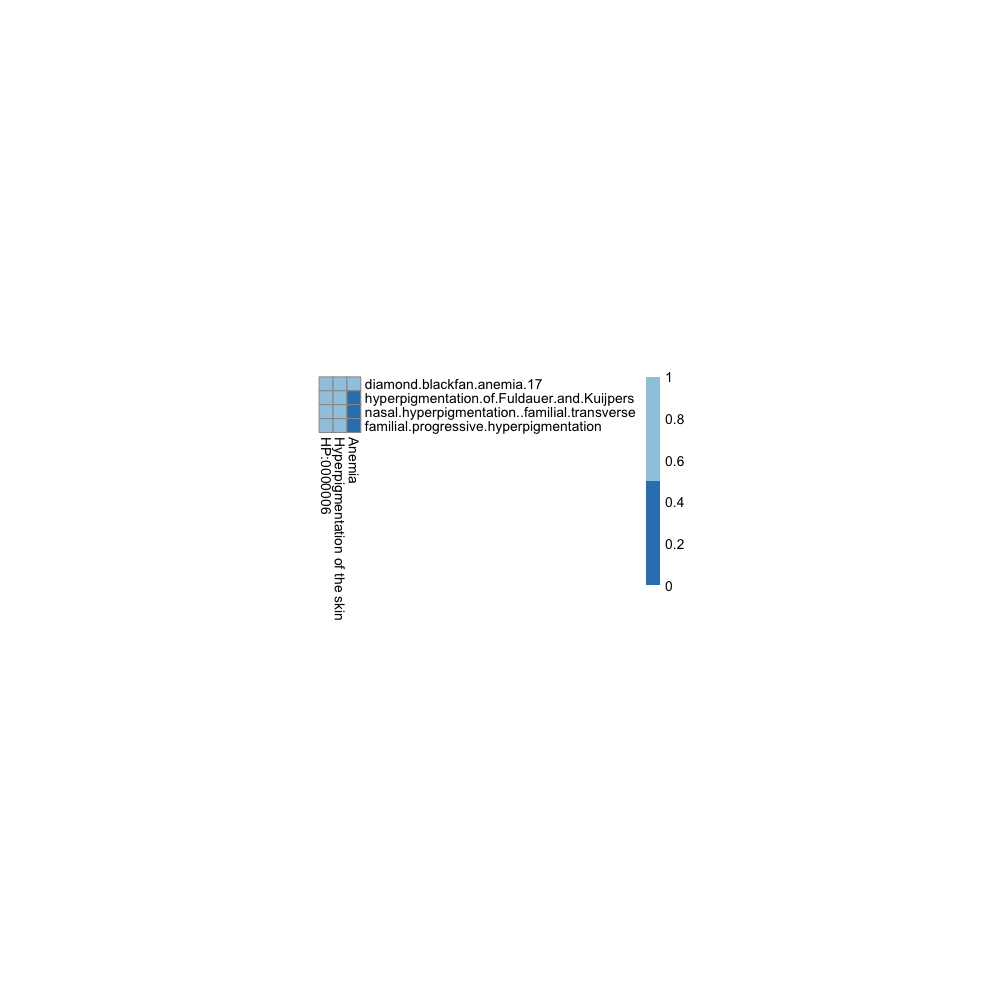 diamond.blackfan.anemia.17
hyperpigmentation.of.Fuldauer.and.Kuijpers
nasal.hyperpigmentation..familial.transverse
familial.progressive.hyperpigmentation
HP:0000006
Hyperpigmentation of the skin
Anemia
1
0.8
0.6
0.4
0.2
0